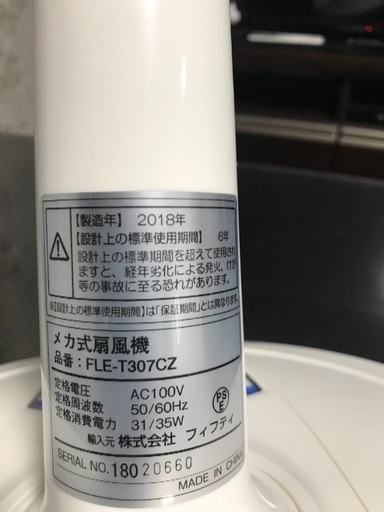 【製造年】 2018年
【設計上の標準使用期間】 6年
設計上の標準使用期間を超えて使用され
ますと、経年劣化による発火、けが
等の事故に至る恐れがあります。
※【設計上の標準使用期間】は「保証期間」とは異なります。
メカ式扇風機
品番：FLE-T307CZ
定格電圧 AC100V
定格周波数 50/60Hz
定格消費電力 31/35W
PSE
輸入元 株式会社 フィフティ
SERIAL NO.18020660
MADE IN CHINA